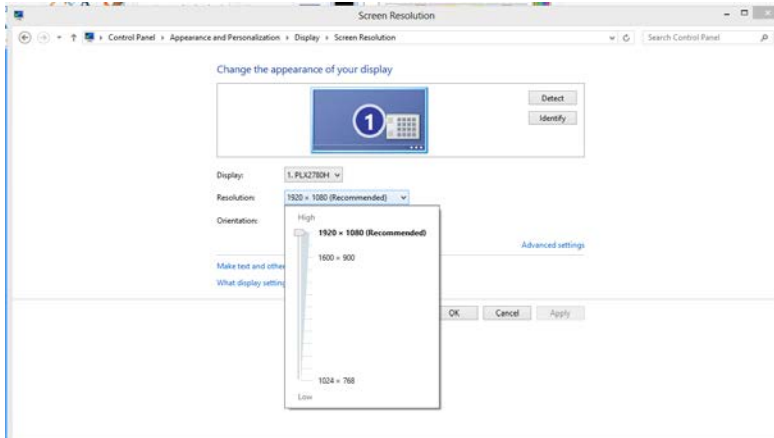 Screen Resolution
Control Panel › Appearance and Personalization › Display › Screen Resolution
Search Control Panel
Change the appearance of your display
1
Detect
Identify
Display: 1. PLX2780H
Resolution: 1920 × 1080 (Recommended)
Orientation:
High
1920 × 1080 (Recommended)
1600 × 900
1024 × 768
Low
Advanced settings
Make text and other
What display setting
OK Cancel Apply